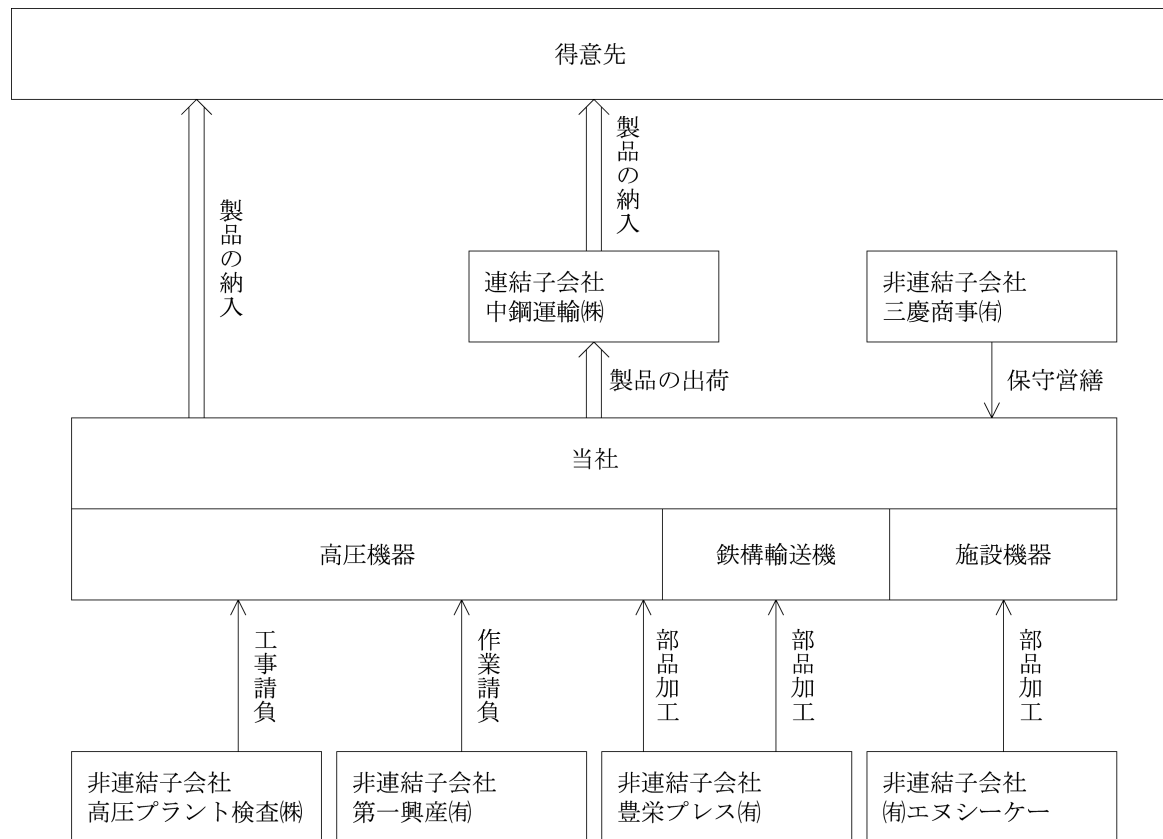 得意先
製品の納入
製品の納入
連結子会社
中鋼運輸㈱
非連結子会社
三慶商事㈲
製品の出荷
保守営繕
当社
高圧機器
鉄構輸送機
施設機器
工事請負
作業請負
部品加工
部品加工
部品加工
非連結子会社
高圧プラント検査㈱
非連結子会社
第一興産㈲
非連結子会社
豊栄プレス㈲
非連結子会社
㈲エヌシーケー